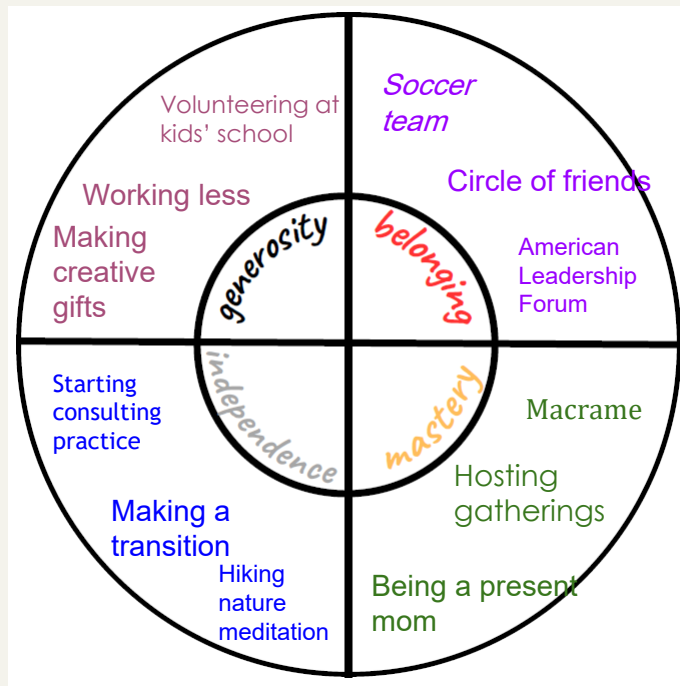 Volunteering at
kids' school
Working less
Making
creative
gifts
generosity
Soccer
team
Circle of friends
American
Leadership
Forum
belonging
independence
Starting
consulting
practice
Making a
transition
Hiking
nature
meditation
mastery
Macrame
Hosting
gatherings
Being a present
mom